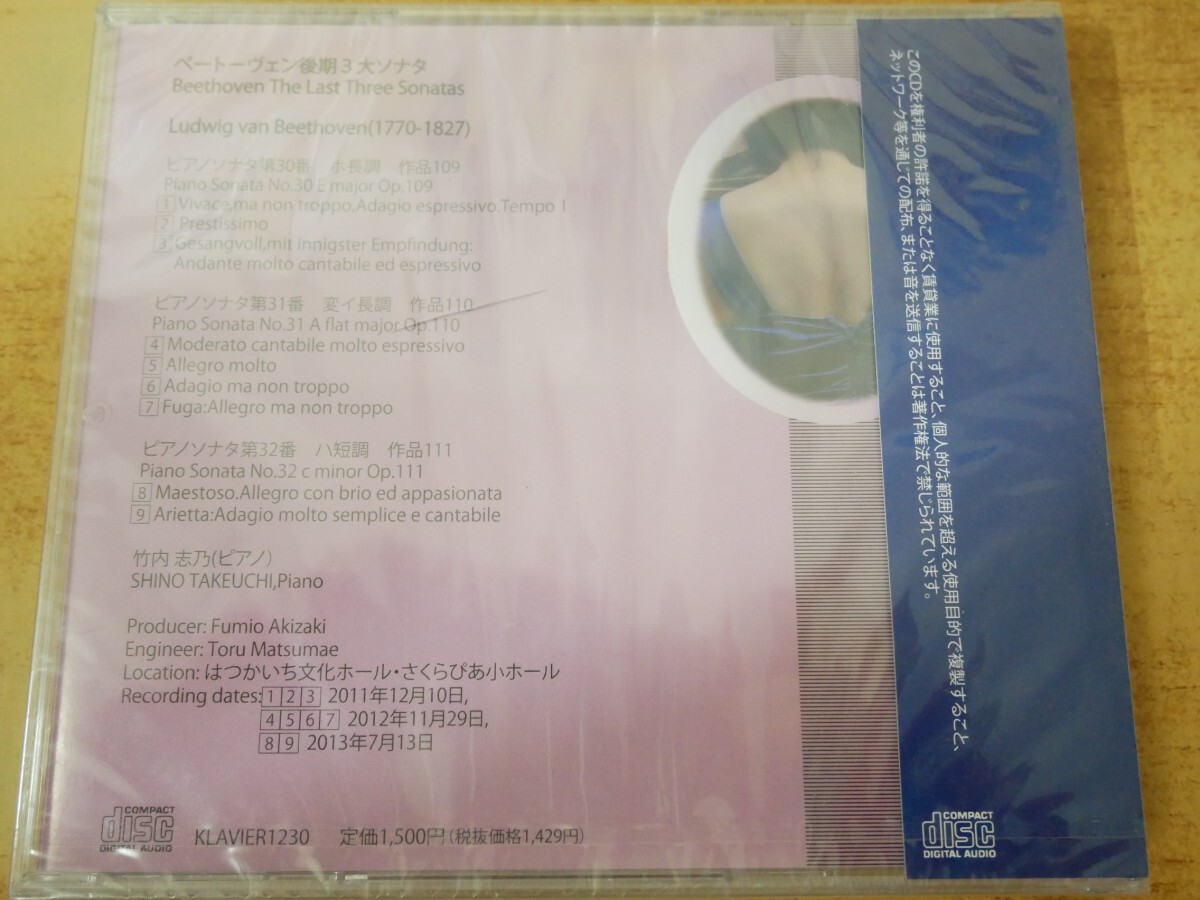 ベートーヴェン後期3大ソナタ
Beethoven The Last Three Sonatas
Ludwig van Beethoven(1770-1827)
ピアノソナタ第30番 ホ長調 作品109
Piano Sonata No.30 E major Op.109
1 Vivace,ma non troppo.Adagio espressivo.Tempo I
2 Prestissimo
3 Gesangvoll,mit innigster Empfindung:
Andante molto cantabile ed espressivo
ピアノソナタ第31番 変イ長調 作品110
Piano Sonata No.31 A flat major Op.110
4 Moderato cantabile molto espressivo
5 Allegro molto
6 Adagio ma non troppo
7 Fuga:Allegro ma non troppo
ピアノソナタ第32番 ハ短調 作品111
Piano Sonata No.32 c minor Op.111
8 Maestoso.Allegro con brio ed appasionata
9 Arietta:Adagio molto semplice e cantabile
竹内 志乃(ピアノ)
SHINO TAKEUCHI,Piano
Producer: Fumio Akizaki
Engineer: Toru Matsumae
Location: はつかいち文化ホール・さくらぴあ小ホール
Recording dates:1 2 3 2011年12月10日,
4 5 6 7 2012年11月29日,
8 9 2013年7月13日
COMPACT
disc
DIGITAL AUDIO
KLAVIER1230 定価1,500円(税抜価格1,429円)
このCDを権利者の許諾を得ることなく賃貸業に使用すること、個人的な範囲を超える使用目的で複製すること、
ネットワーク等を通じての配布、または音を送信することは著作権法で禁じられています。
COMPACT
disc
DIGITAL AUDIO